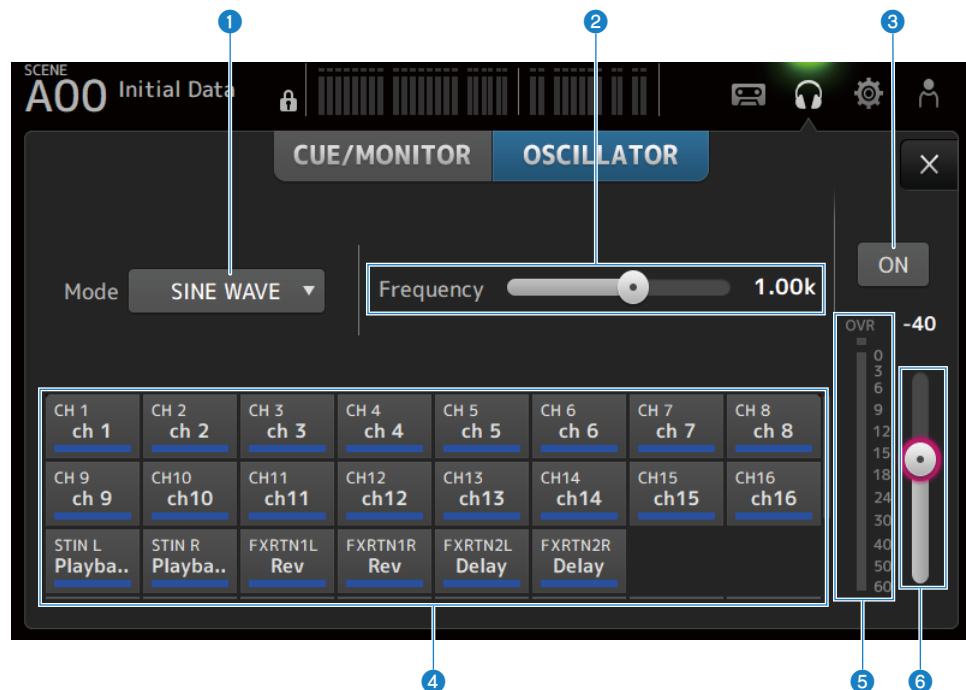 1 2 3
SCENE
A00 Initial Data
CUE/MONITOR OSCILLATOR
Mode SINE WAVE Frequency 1.00k ON
OVR -40
0
3
6
9
12
15
18
24
30
40
50
60
CH 1 CH 2 CH 3 CH 4 CH 5 CH 6 CH 7 CH 8
ch 1 ch 2 ch 3 ch 4 ch 5 ch 6 ch 7 ch 8
CH 9 CH10 CH11 CH12 CH13 CH14 CH15 CH16
ch 9 ch10 ch11 ch12 ch13 ch14 ch15 ch16
STIN L STIN R FXRTN1L FXRTN1R FXRTN2L FXRTN2R
Playba.. Playba.. Rev Rev Delay Delay
4 5 6